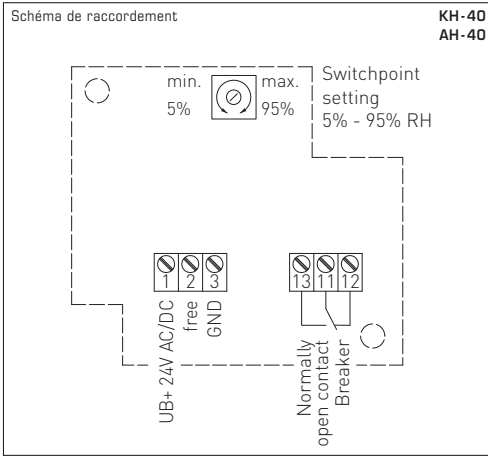 Schéma de raccordement
KH-40
AH-40
min.
5%
max.
95%
Switchpoint
setting
5% - 95% RH
1
2
3
13
11
12
UB+ 24V AC/DC
free
GND
Normally
open contact
Breaker